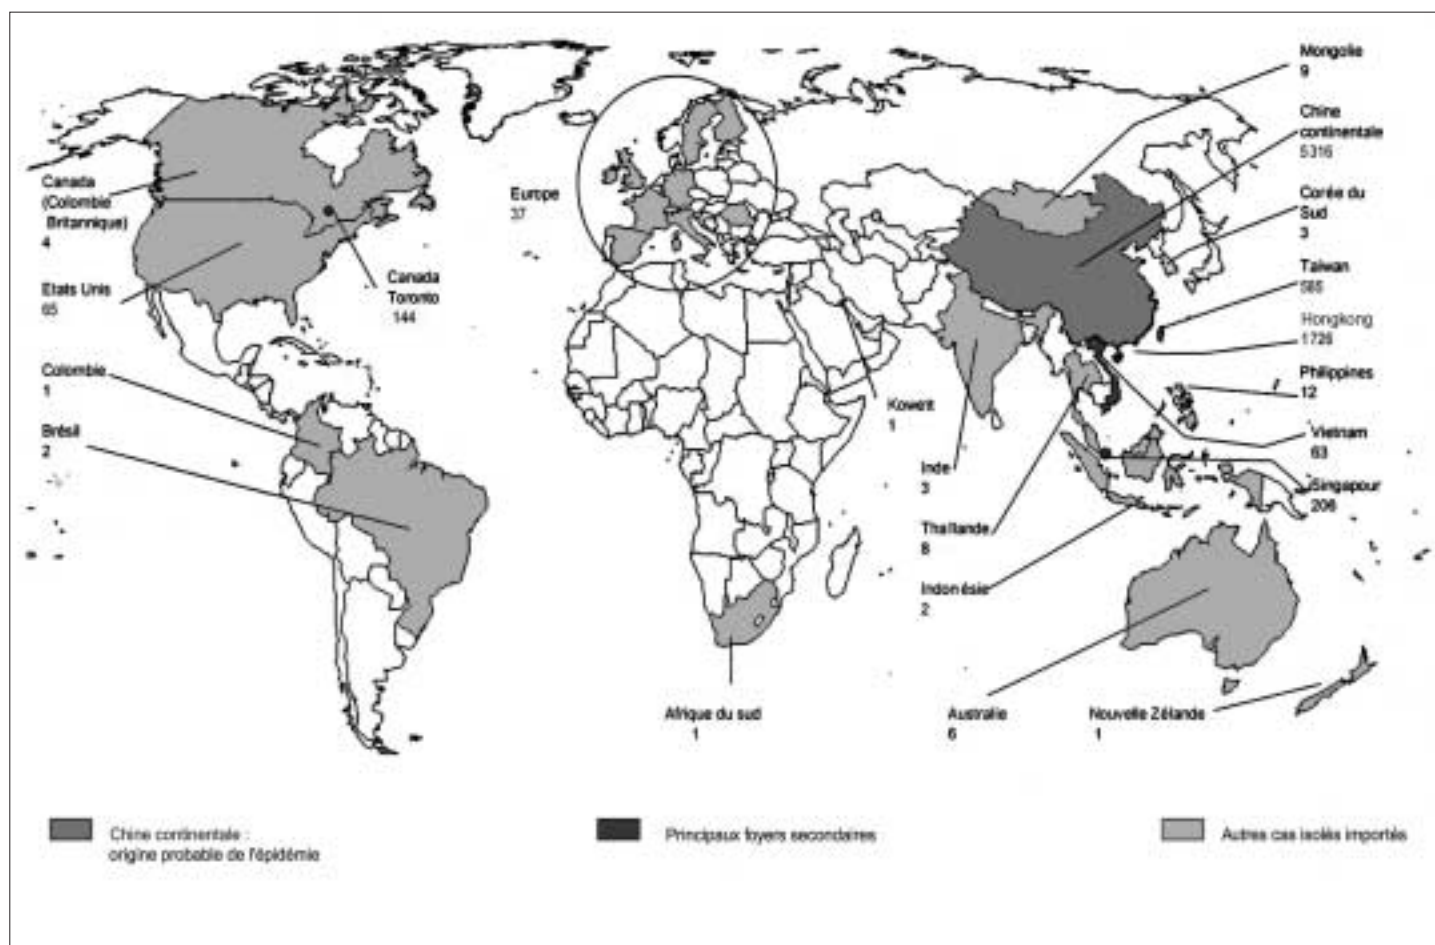 Mongolie
9
Chine
continentale
5316
Corée du
Sud
3
Taiwan
585
Hongkong
1726
Philippines
12
Vietnam
63
Singapour
206
Canada
(Colombie
Britannique)
4
Etats Unis
65
Canada
Toronto
144
Colombie
1
Brésil
2
Europe
37
Koweït
1
Inde
3
Thaïlande
8
Indonésie
2
Afrique du sud
1
Australie
6
Nouvelle Zélande
1
Chine continentale :
origine probable de l'épidémie
Principaux foyers secondaires
Autres cas isolés importés